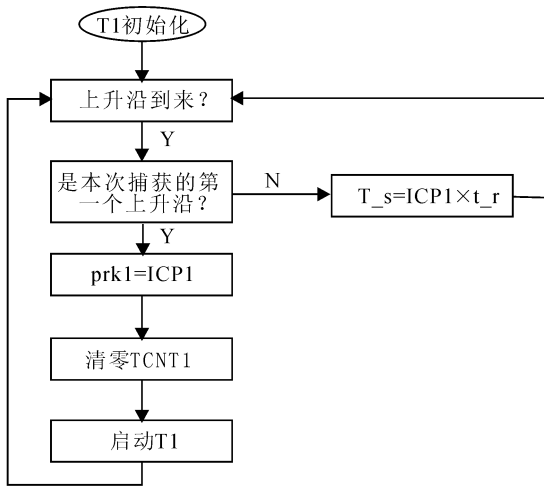 T1初始化
上升沿到来？
Y
是本次捕获的第
一个上升沿？
N
T_s=ICP1×t_r
Y
prk1=ICP1
清零TCNT1
启动T1